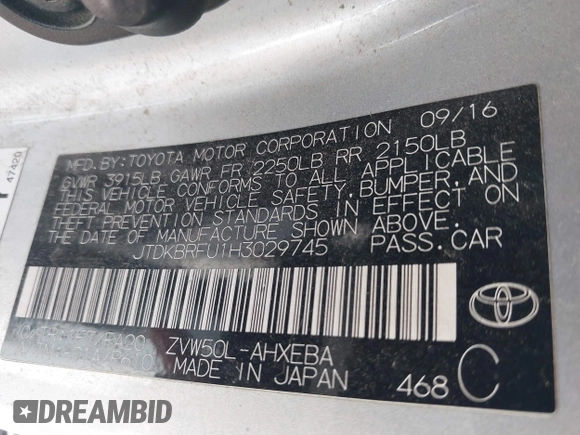 47420
MFD.BY:TOYOTA MOTOR CORPORATION 09/16
GVWR 3915LB GAWR FR 2250LB RR 2150LB
THIS VEHICLE CONFORMS TO ALL APPLICABLE
FEDERAL MOTOR VEHICLE SAFETY, BUMPER, AND
THEFT PREVENTION STANDARDS IN EFFECT ON
THE DATE OF MANUFACTURE SHOWN ABOVE.
JTDKBRFU1H3029745 PASS.CAR
ZVW50L-AHXEBA
MADE IN JAPAN 468 C
DREAMBID